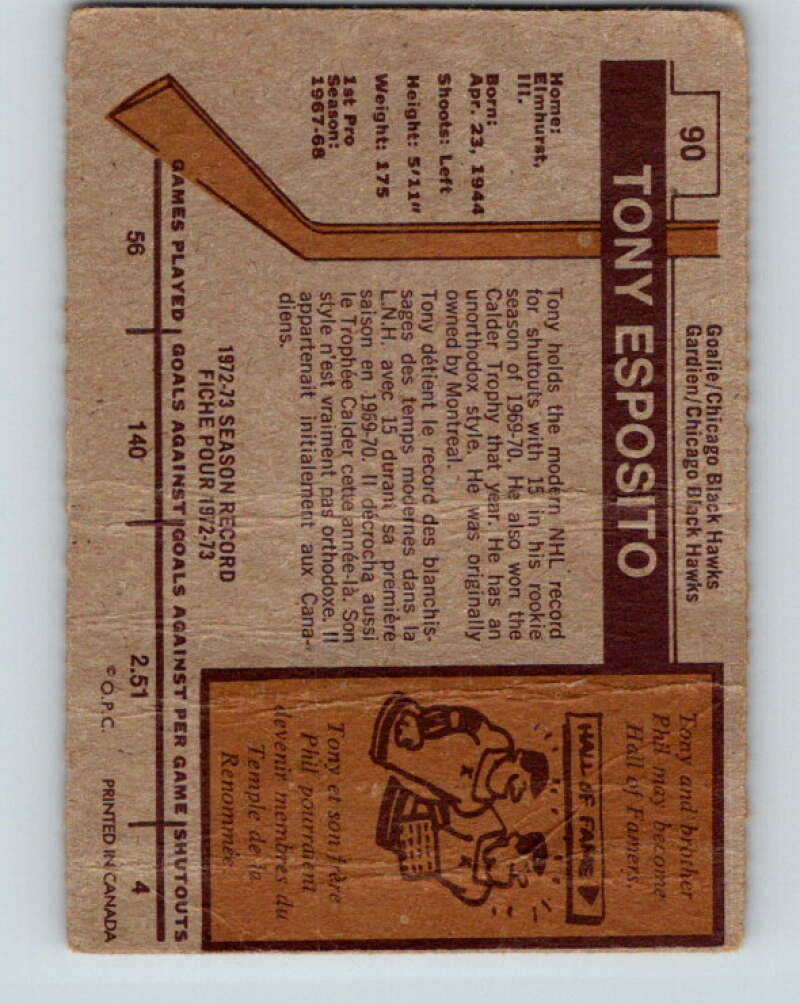 90
Goalie/Chicago Black Hawks
Gardien/Chicago Black Hawks
TONY ESPOSITO
Home:
Elmhurst,
Ill.
Born:
Apr. 23, 1944
Shoots: Left
Height: 5'11"
Weight: 175
1st Pro
Season:
1967-68
Tony holds the modern NHL record
for shutouts with 15 in his rookie
season of 1969-70. He also won the
Calder Trophy that year. He has an
unorthodox style. He was originally
owned by Montreal.
Tony détient le record des blanchis-
sages des temps modernes dans la
L.N.H. avec 15 durant sa première
saison en 1969-70. Il décrocha aussi
le Trophée Calder cette année-là. Son
style n'est vraiment pas orthodoxe. Il
appartenait initialement aux Cana-
diens.
Tony and brother
Phil may become
Hall of Famers.
HALL OF FAME
Tony et son frère
Phil pourraient
devenir membres du
Temple de la
Renommée.
1972-73 SEASON RECORD
FICHE POUR 1972-73
GAMES PLAYED GOALS AGAINST GOALS AGAINST PER GAME SHUTOUTS
56 140 2.51 4
© O.P.C. PRINTED IN CANADA